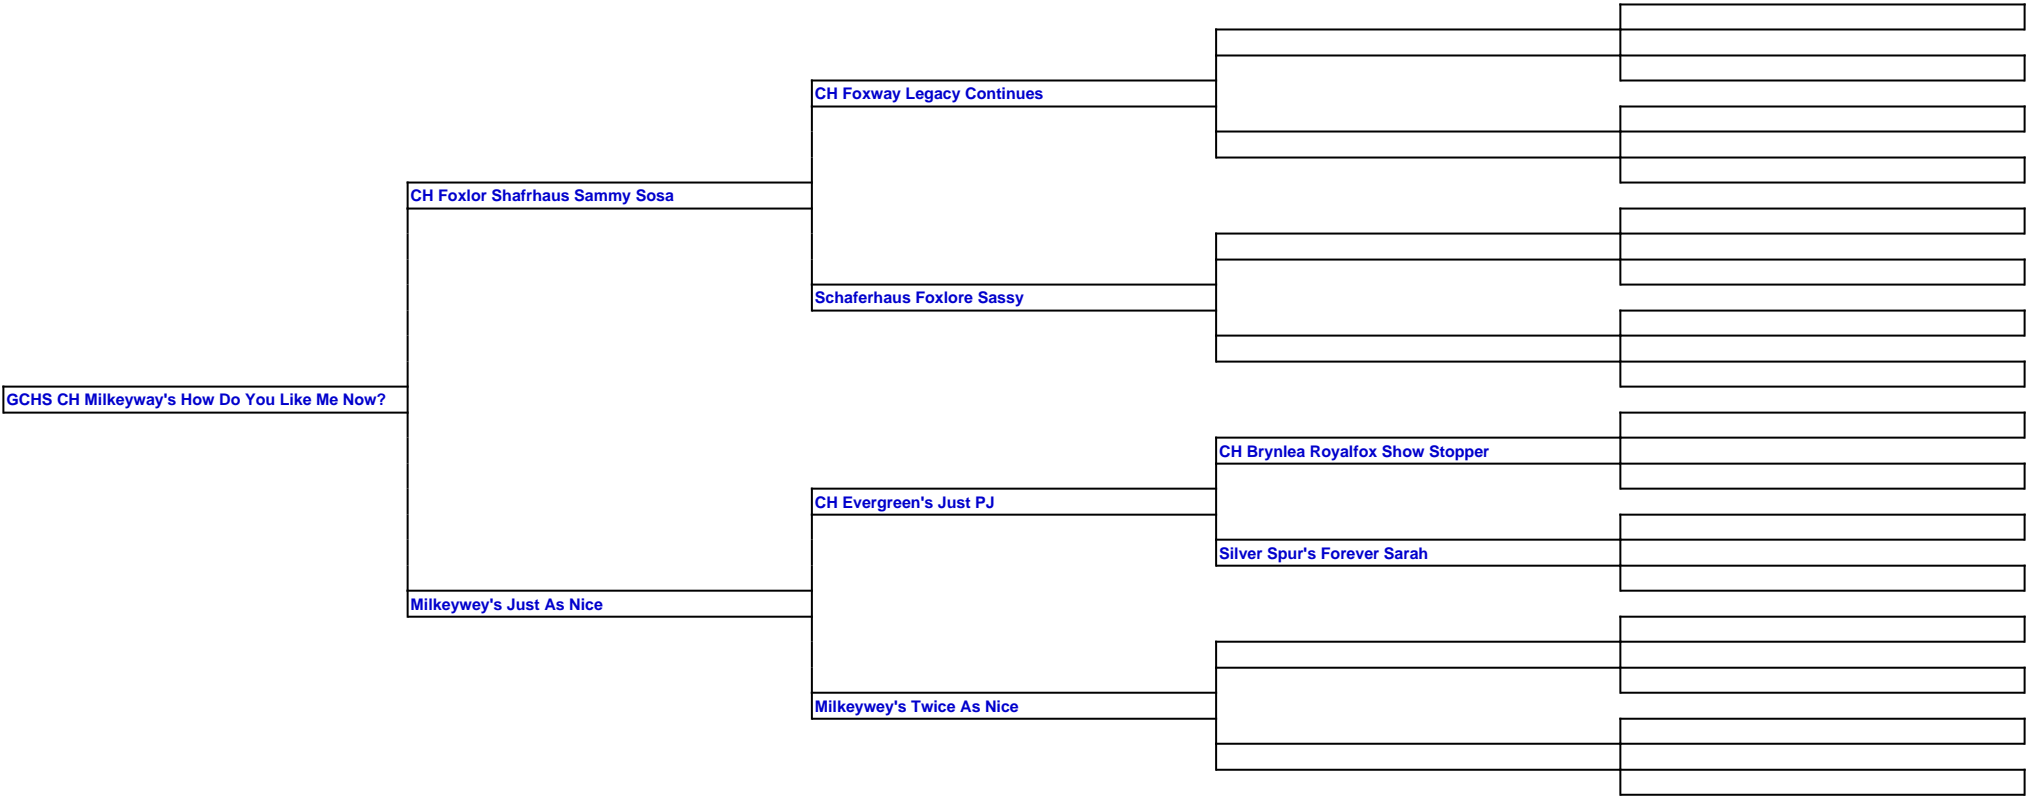 CH Foxway Legacy Continues
CH Foxlor Shafrhaus Sammy Sosa
Schaferhaus Foxlore Sassy
GCHS CH Milkeyway's How Do You Like Me Now?
CH Brynlea Royalfox Show Stopper
CH Evergreen's Just PJ
Silver Spur's Forever Sarah
Milkeywey's Just As Nice
Milkeywey's Twice As Nice